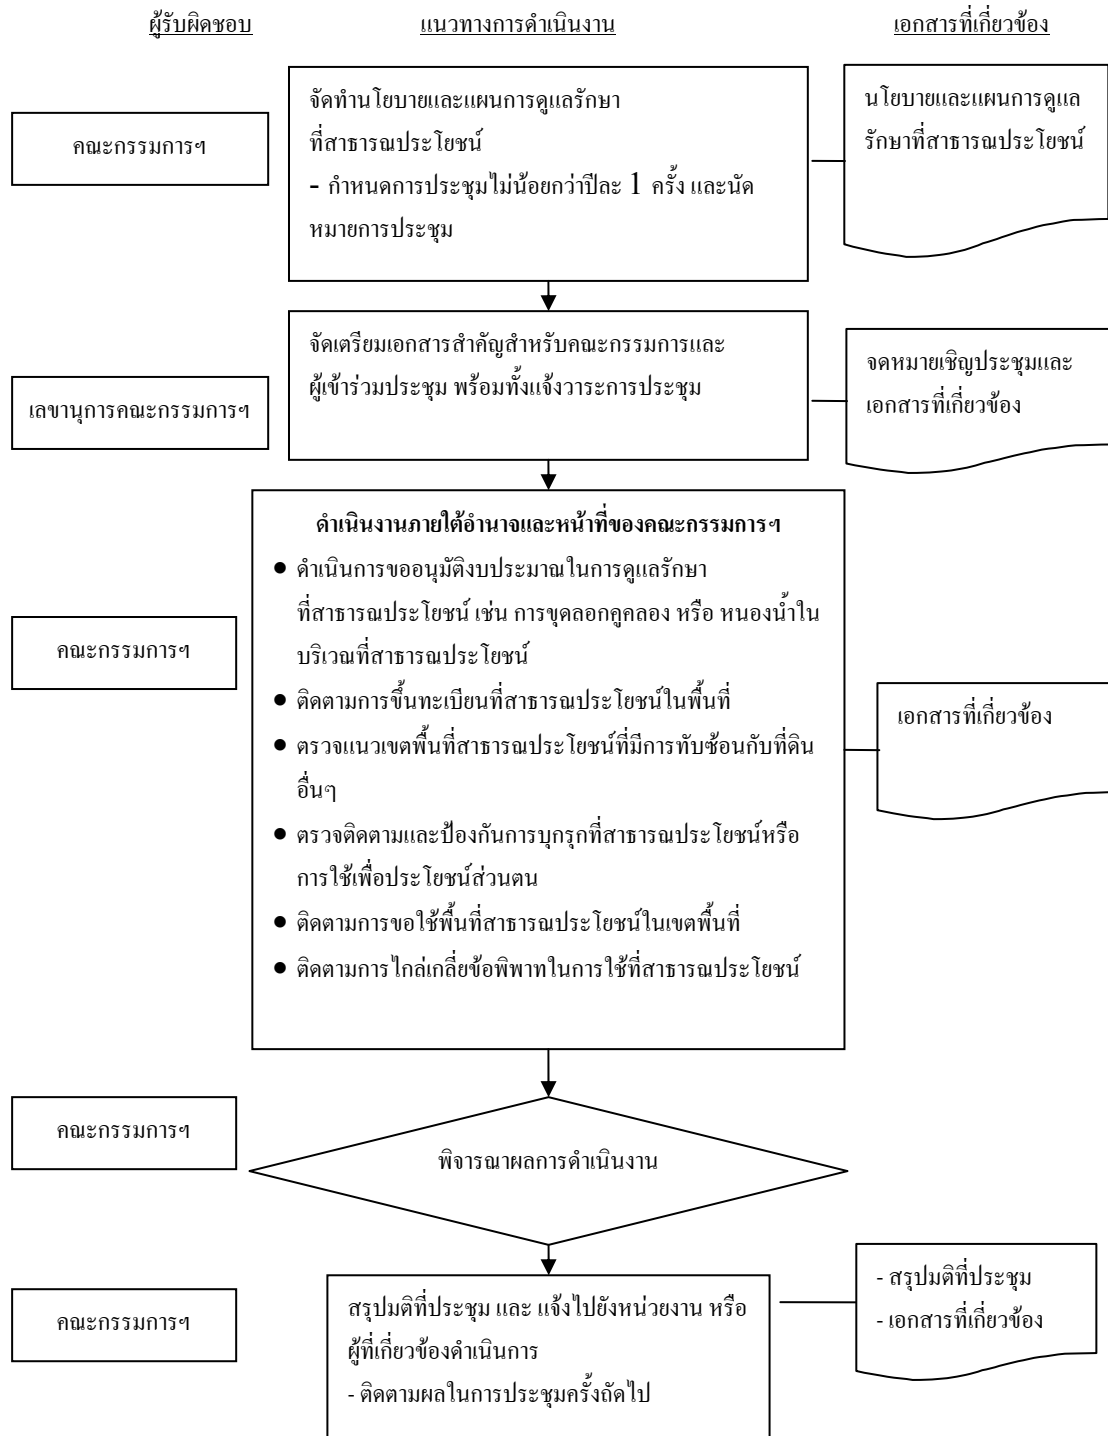 ผู้รับผิดชอบ
แนวทางการดำเนินงาน
เอกสารที่เกี่ยวข้อง
คณะกรรมการฯ
จัดทำนโยบายและแผนการดูแลรักษา
ที่สาธารณประโยชน์
- กำหนดการประชุมไม่น้อยกว่าปีละ 1 ครั้ง และนัด
หมายการประชุม
นโยบายและแผนการดูแล
รักษาที่สาธารณประโยชน์
เลขานุการคณะกรรมการฯ
จัดเตรียมเอกสารสำคัญสำหรับคณะกรรมการและ
ผู้เข้าร่วมประชุม พร้อมทั้งแจ้งวาระการประชุม
จดหมายเชิญประชุมและ
เอกสารที่เกี่ยวข้อง
คณะกรรมการฯ
ดำเนินงานภายใต้อำนาจและหน้าที่ของคณะกรรมการฯ
● ดำเนินการขออนุมัติงบประมาณในการดูแลรักษา
ที่สาธารณประโยชน์ เช่น การขุดลอกคูคลอง หรือ หนองน้ำใน
บริเวณที่สาธารณประโยชน์
● ติดตามการขึ้นทะเบียนที่สาธารณประโยชน์ในพื้นที่
● ตรวจแนวเขตพื้นที่สาธารณประโยชน์ที่มีการทับซ้อนกับที่ดิน
อื่นๆ
● ตรวจติดตามและป้องกันการบุกรุกที่สาธารณประโยชน์หรือ
การใช้เพื่อประโยชน์ส่วนตน
● ติดตามการขอใช้พื้นที่สาธารณประโยชน์ในเขตพื้นที่
● ติดตามการไกล่เกลี่ยข้อพิพาทในการใช้ที่สาธารณประโยชน์
เอกสารที่เกี่ยวข้อง
คณะกรรมการฯ
พิจารณาผลการดำเนินงาน
คณะกรรมการฯ
สรุปมติที่ประชุม และ แจ้งไปยังหน่วยงาน หรือ
ผู้ที่เกี่ยวข้องดำเนินการ
- ติดตามผลในการประชุมครั้งถัดไป
- สรุปมติที่ประชุม
- เอกสารที่เกี่ยวข้อง